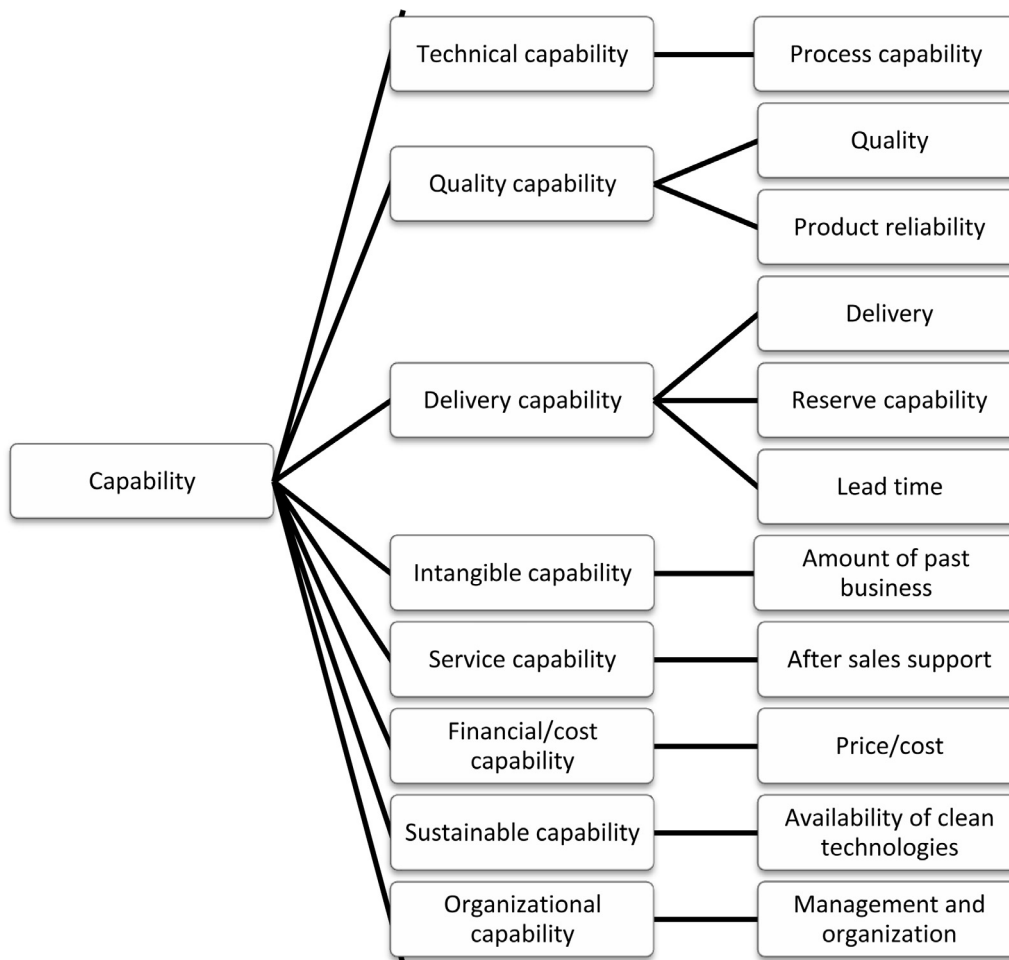 Technical capability
Process capability
Quality capability
Quality
Product reliability
Delivery capability
Delivery
Reserve capability
Lead time
Capability
Intangible capability
Amount of past
business
Service capability
After sales support
Financial/cost
capability
Price/cost
Sustainable capability
Availability of clean
technologies
Organizational
capability
Management and
organization